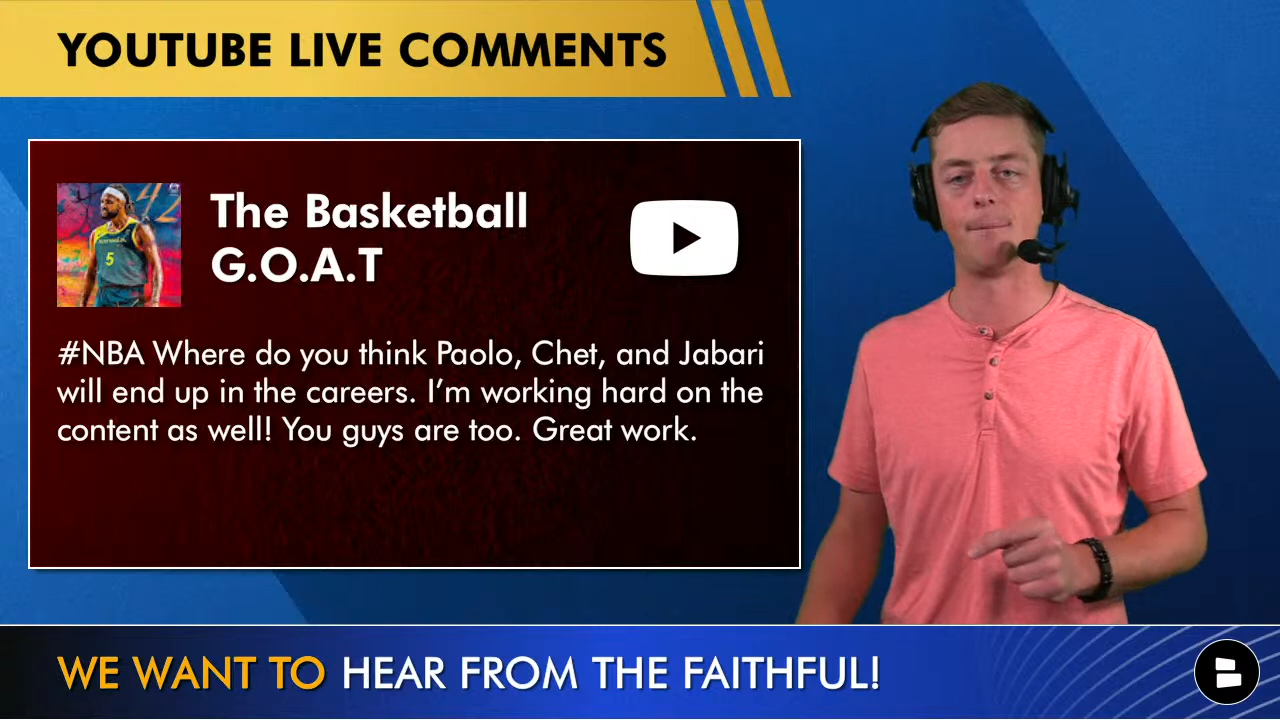 YOUTUBE LIVE COMMENTS
The Basketball
G.O.A.T
#NBA Where do you think Paolo, Chet, and Jabari
will end up in the careers. I’m working hard on the
content as well! You guys are too. Great work.
WE WANT TO HEAR FROM THE FAITHFUL!
5